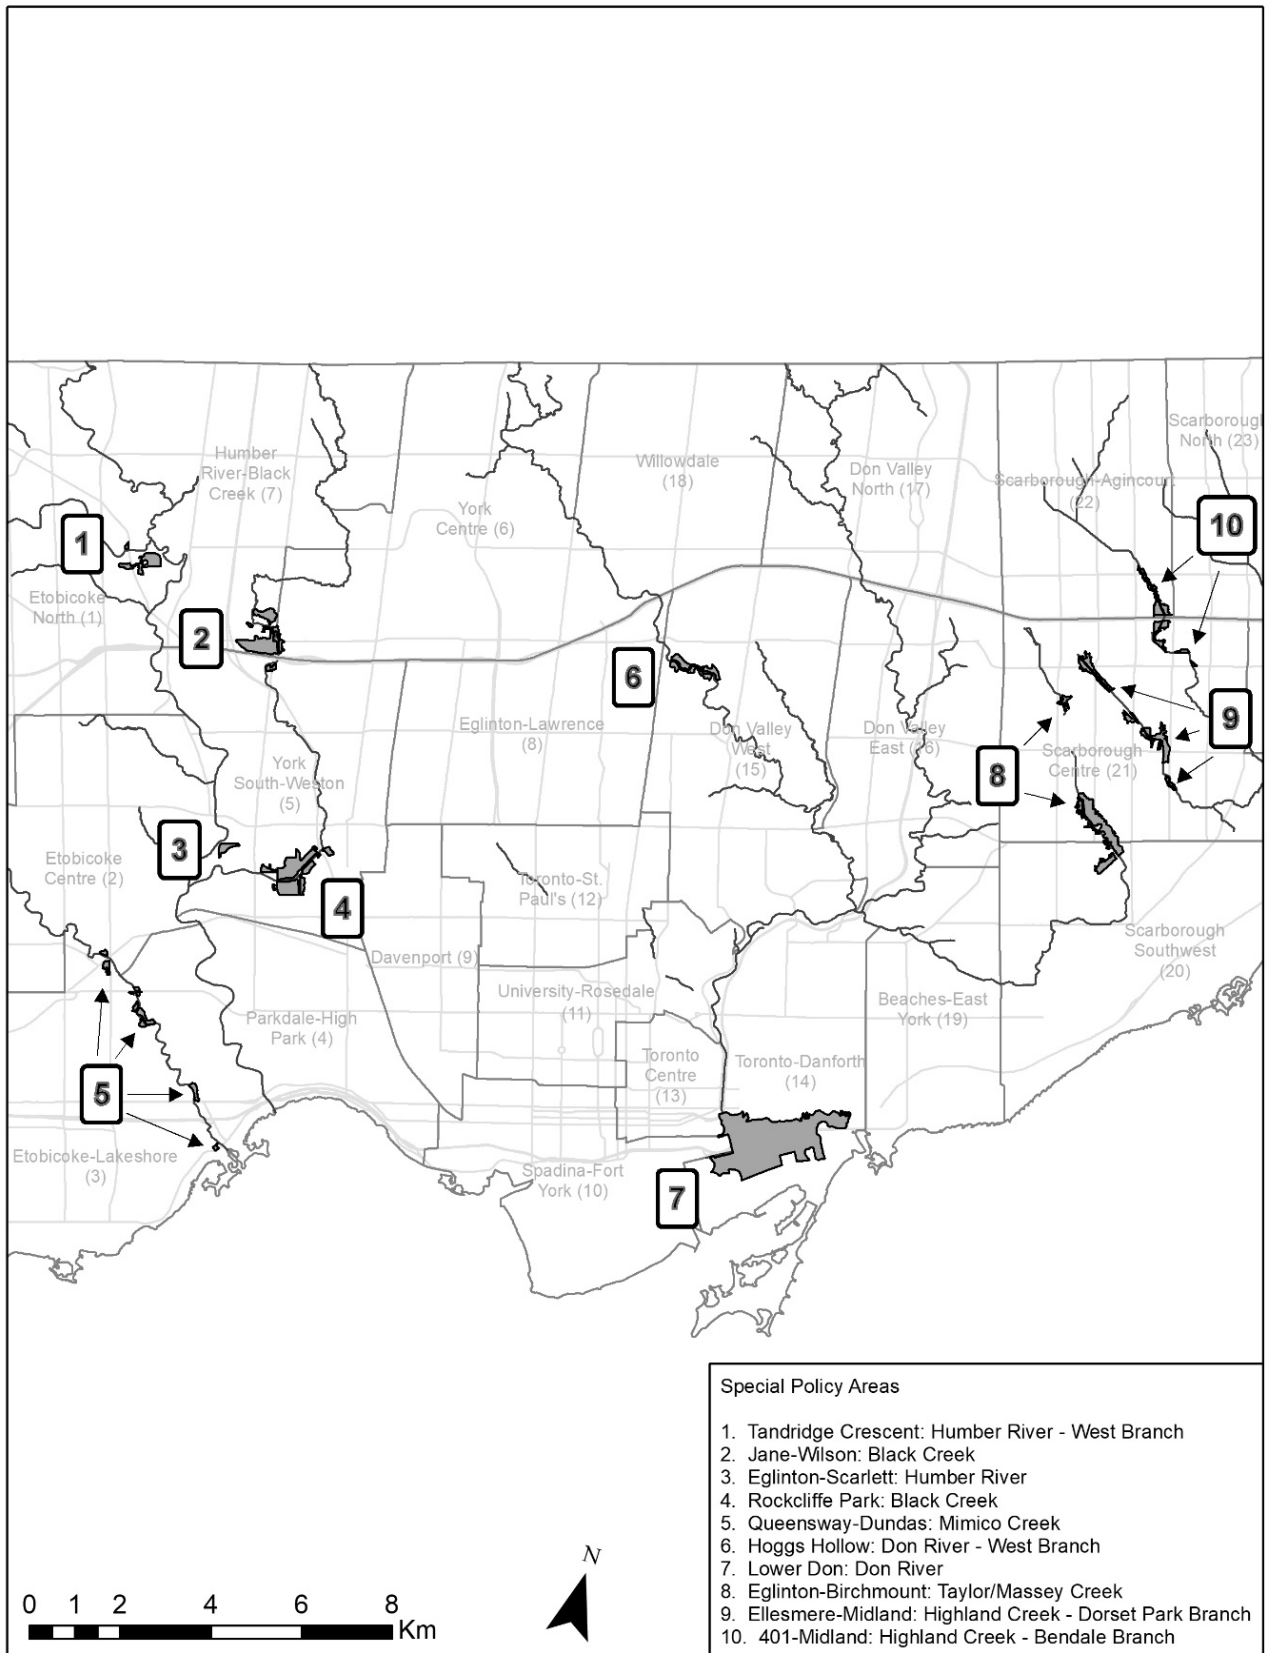 Scarborough
North (23)
Humber
River-Black
Creek (7)
Willowdale
(18)
Don Valley
North (17)
Scarborough-Agincourt
(22)
York
Centre (6)
10
1
Etobicoke
North (1)
2
6
9
Eglinton-Lawrence
(8)
Don Valley
West
(15)
Don Valley
East (16)
Scarborough
Centre (21)
8
York
South-Weston
(5)
3
Etobicoke
Centre (2)
Toronto-St.
Paul's (12)
4
Davenport (9)
Scarborough
Southwest
(20)
University-Rosedale
(11)
Beaches-East
York (19)
Parkdale-High
Park (4)
Toronto
Centre
(13)
Toronto-Danforth
(14)
5
Etobicoke-Lakeshore
(3)
Spadina-Fort
York (10)
7
Special Policy Areas
1. Tandridge Crescent: Humber River - West Branch
2. Jane-Wilson: Black Creek
3. Eglinton-Scarlett: Humber River
4. Rockcliffe Park: Black Creek
5. Queensway-Dundas: Mimico Creek
6. Hoggs Hollow: Don River - West Branch
7. Lower Don: Don River
8. Eglinton-Birchmount: Taylor/Massey Creek
9. Ellesmere-Midland: Highland Creek - Dorset Park Branch
10. 401-Midland: Highland Creek - Bendale Branch
N
0 1 2 4 6 8
Km